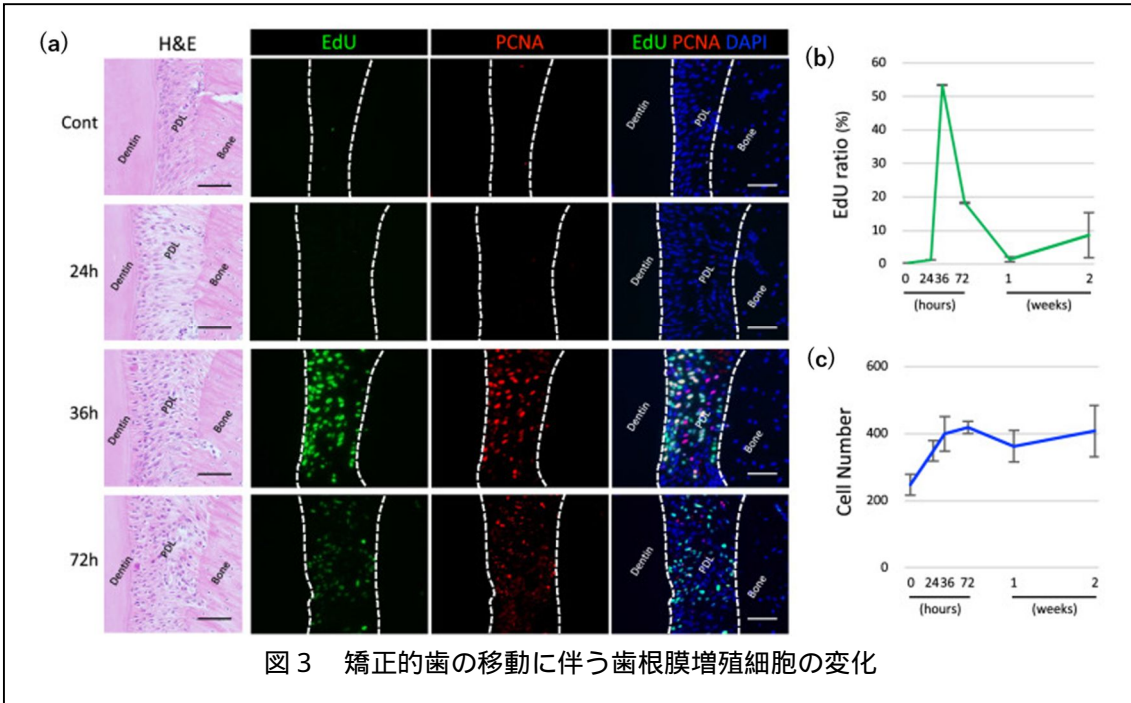 (a)
H&E
EdU
PCNA
EdU PCNA DAPI
Cont
Dentin
PDL
Bone
Dentin
PDL
Bone
24h
Dentin
PDL
Bone
Dentin
PDL
Bone
36h
Dentin
PDL
Bone
Dentin
PDL
Bone
72h
Dentin
PDL
Bone
Dentin
PDL
Bone
(b)
EdU ratio (%)
60
50
40
30
20
10
0
0 24 36 72 1 2
(hours) (weeks)
(c)
Cell Number
600
400
200
0
0 24 36 72 1 2
(hours) (weeks)
図3 矯正的歯の移動に伴う歯根膜増殖細胞の変化